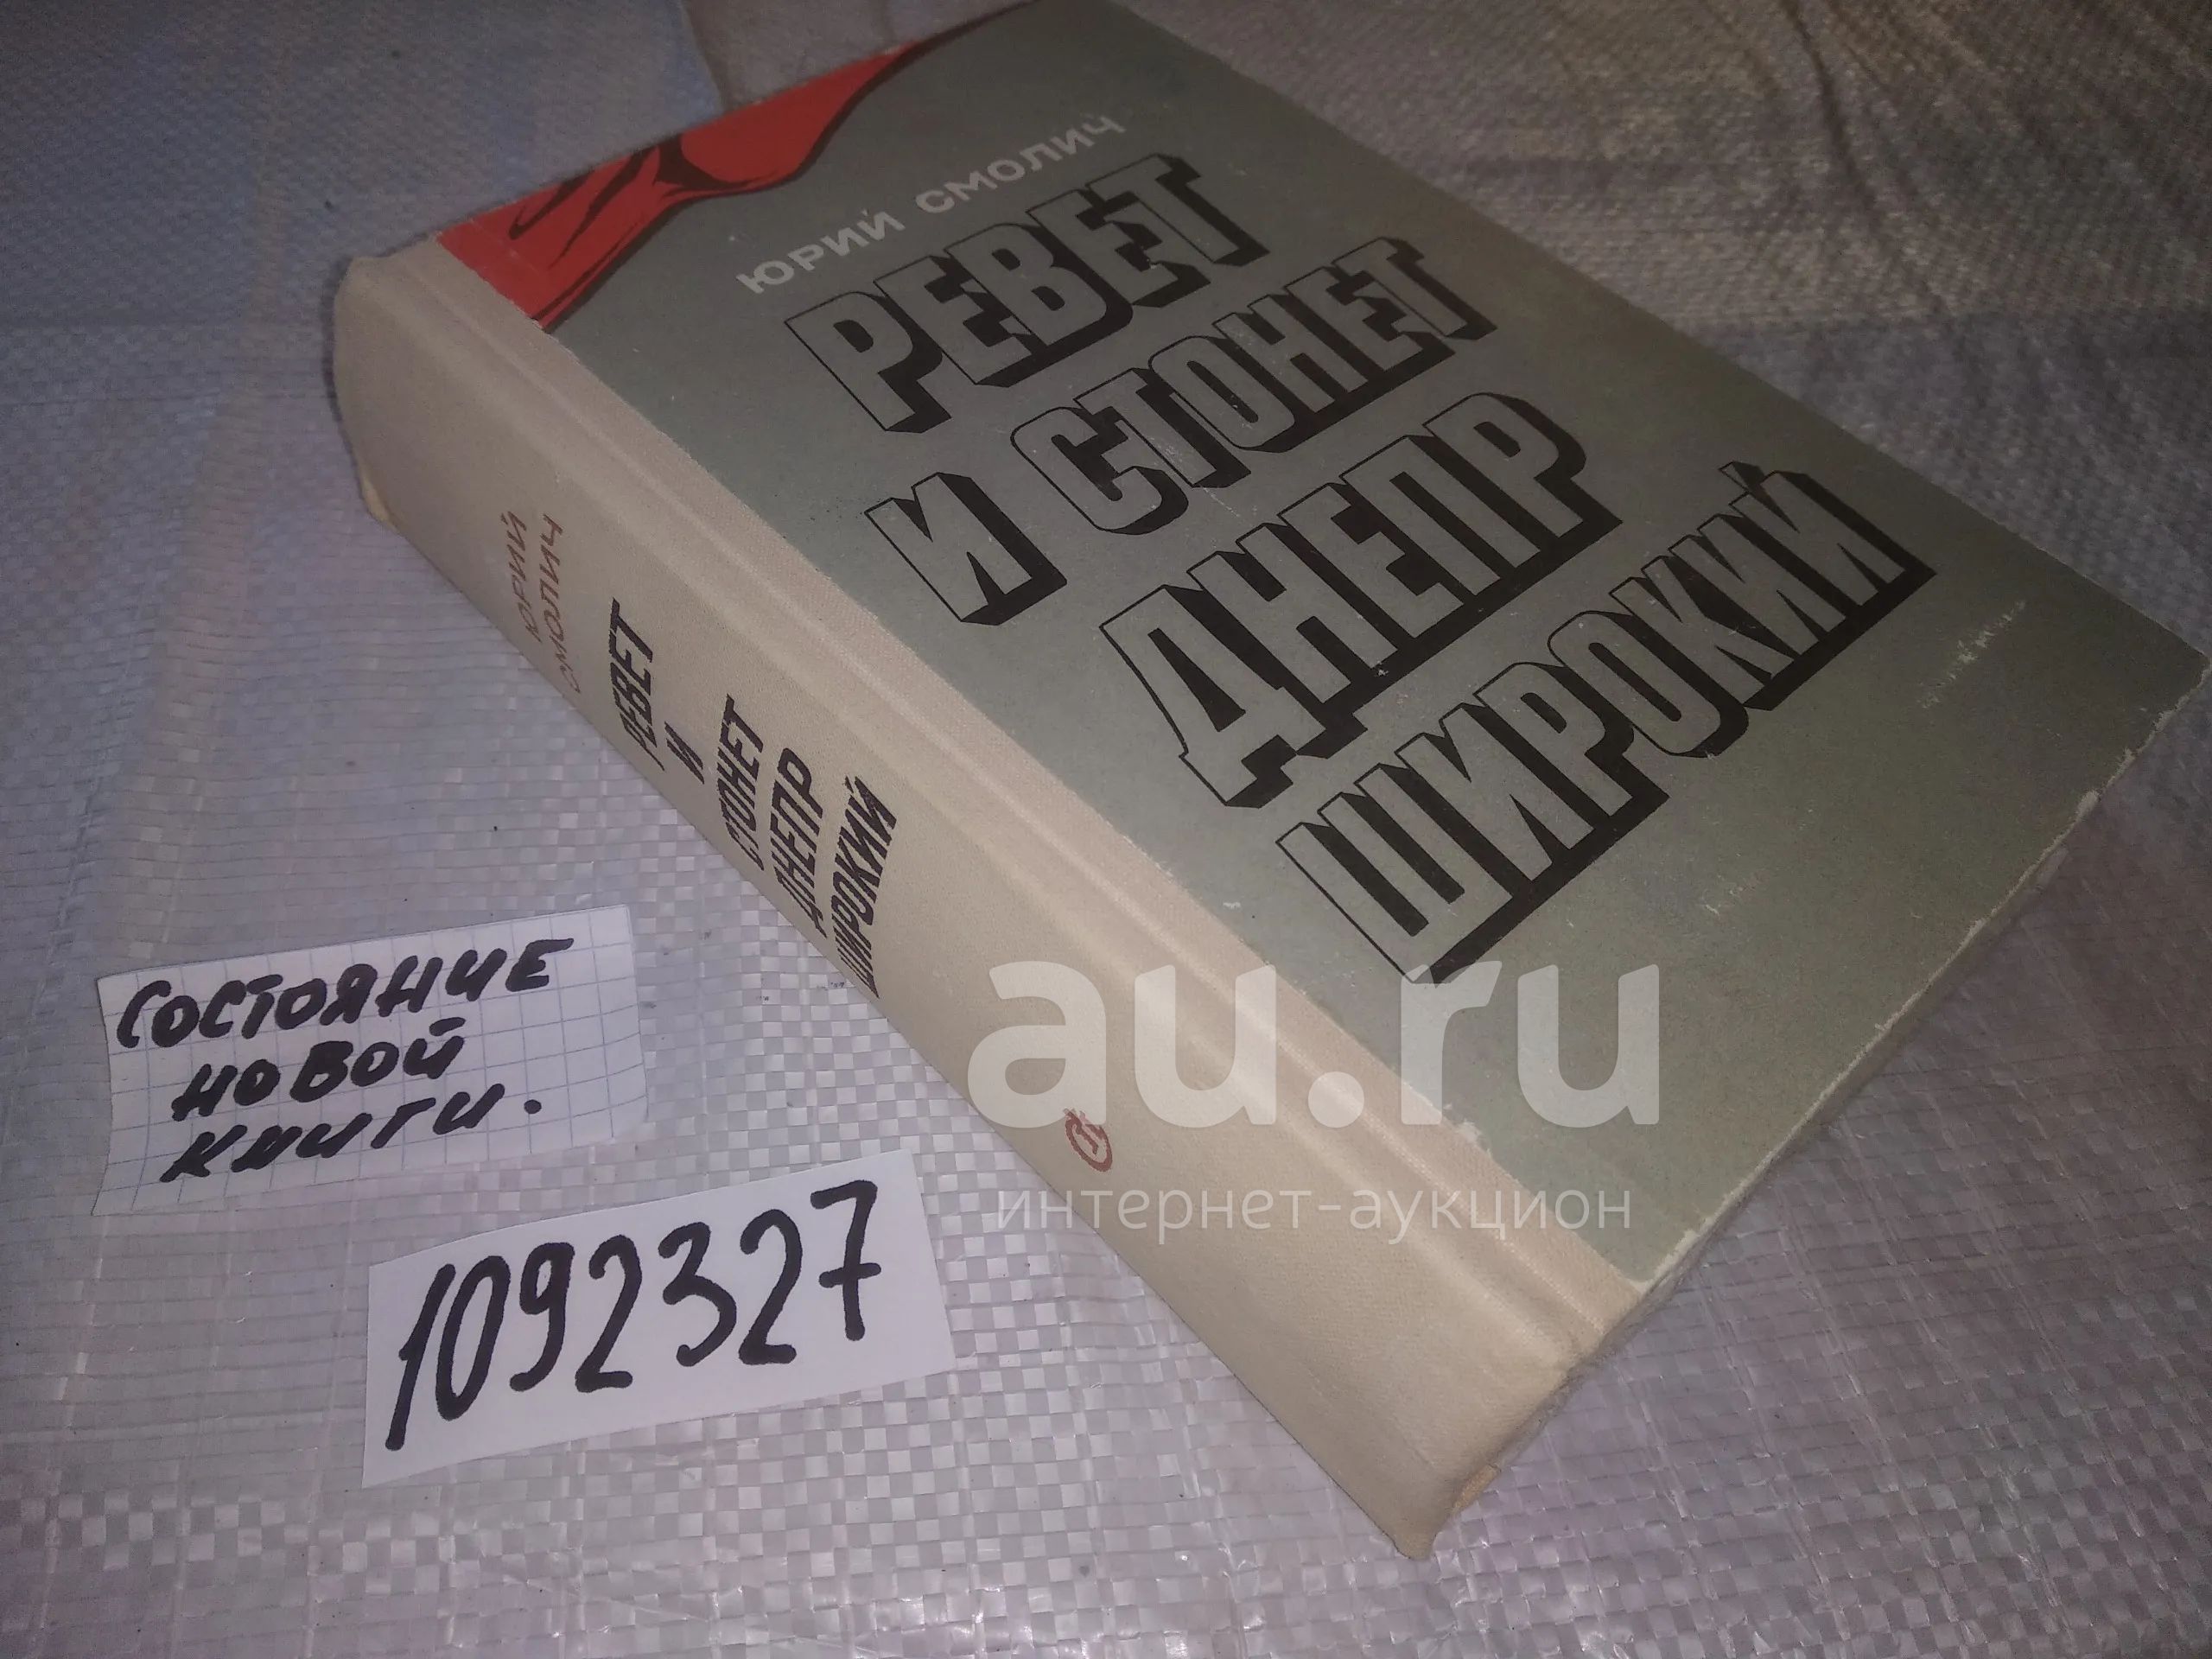 ЮРИЙ СМОЛИЧ
РЕВЕТ
И СТОНЕТ
ДНЕПР
ШИРОКИЙ
ЮРИЙ
СМОЛИЧ
РЕВЕТ
И
СТОНЕТ
ДНЕПР
ШИРОКИЙ
au.ru
интернет-аукцион
СОСТОЯНИЕ
НОВОЙ
КНИГИ.
1092327